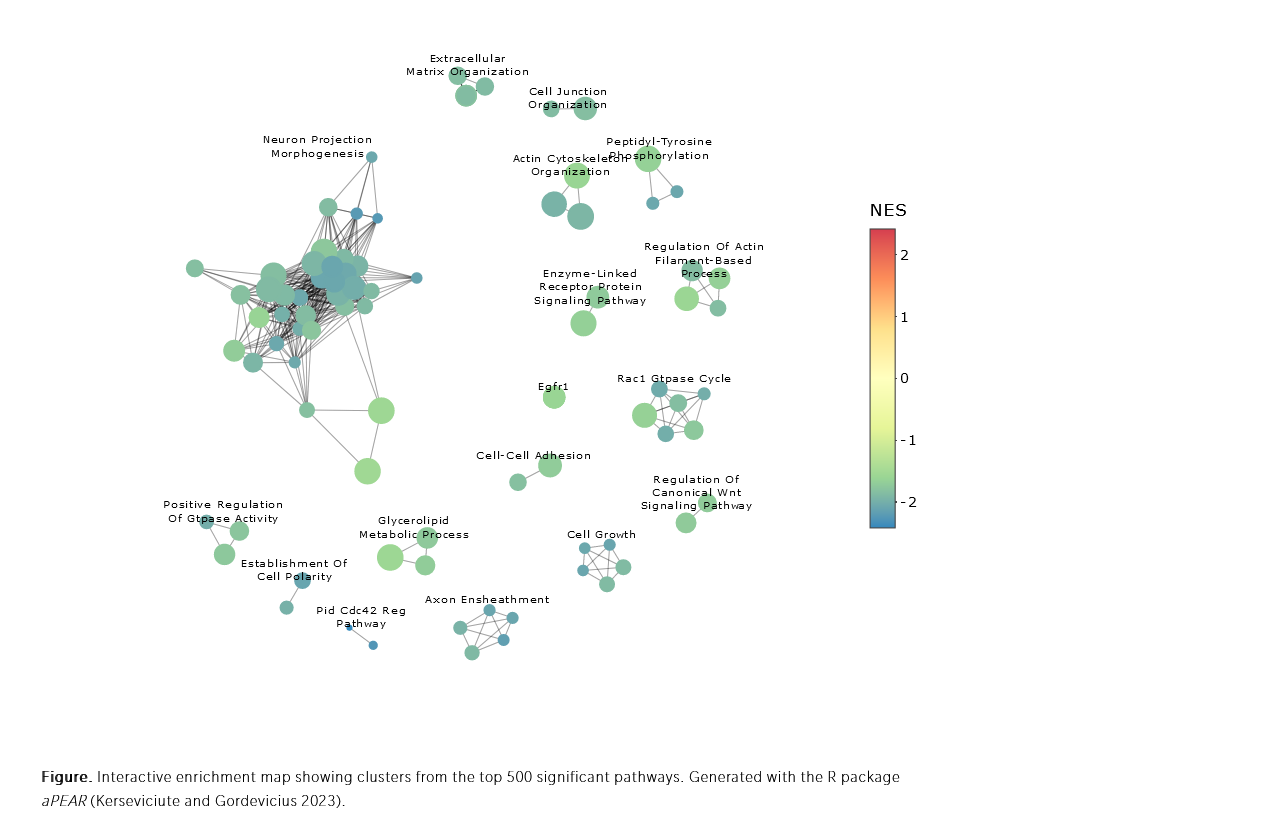 Extracellular
Matrix Organization
Cell Junction
Organization
Neuron Projection
Morphogenesis
Peptidyl-Tyrosine
Phosphorylation
Actin Cytoskeleton
Organization
NES
Regulation Of Actin
Filament-Based
Process
Enzyme-Linked
Receptor Protein
Signaling Pathway
2
1
0
-1
-2
Egfr1
Rac1 Gtpase Cycle
Cell-Cell Adhesion
Regulation Of
Canonical Wnt
Signaling Pathway
Positive Regulation
Of Gtpase Activity
Glycerolipid
Metabolic Process
Cell Growth
Establishment Of
Cell Polarity
Axon Ensheathment
Pid Cdc42 Reg
Pathway
Figure. Interactive enrichment map showing clusters from the top 500 significant pathways. Generated with the R package
aPEAR (Kerseviciute and Gordevicius 2023).